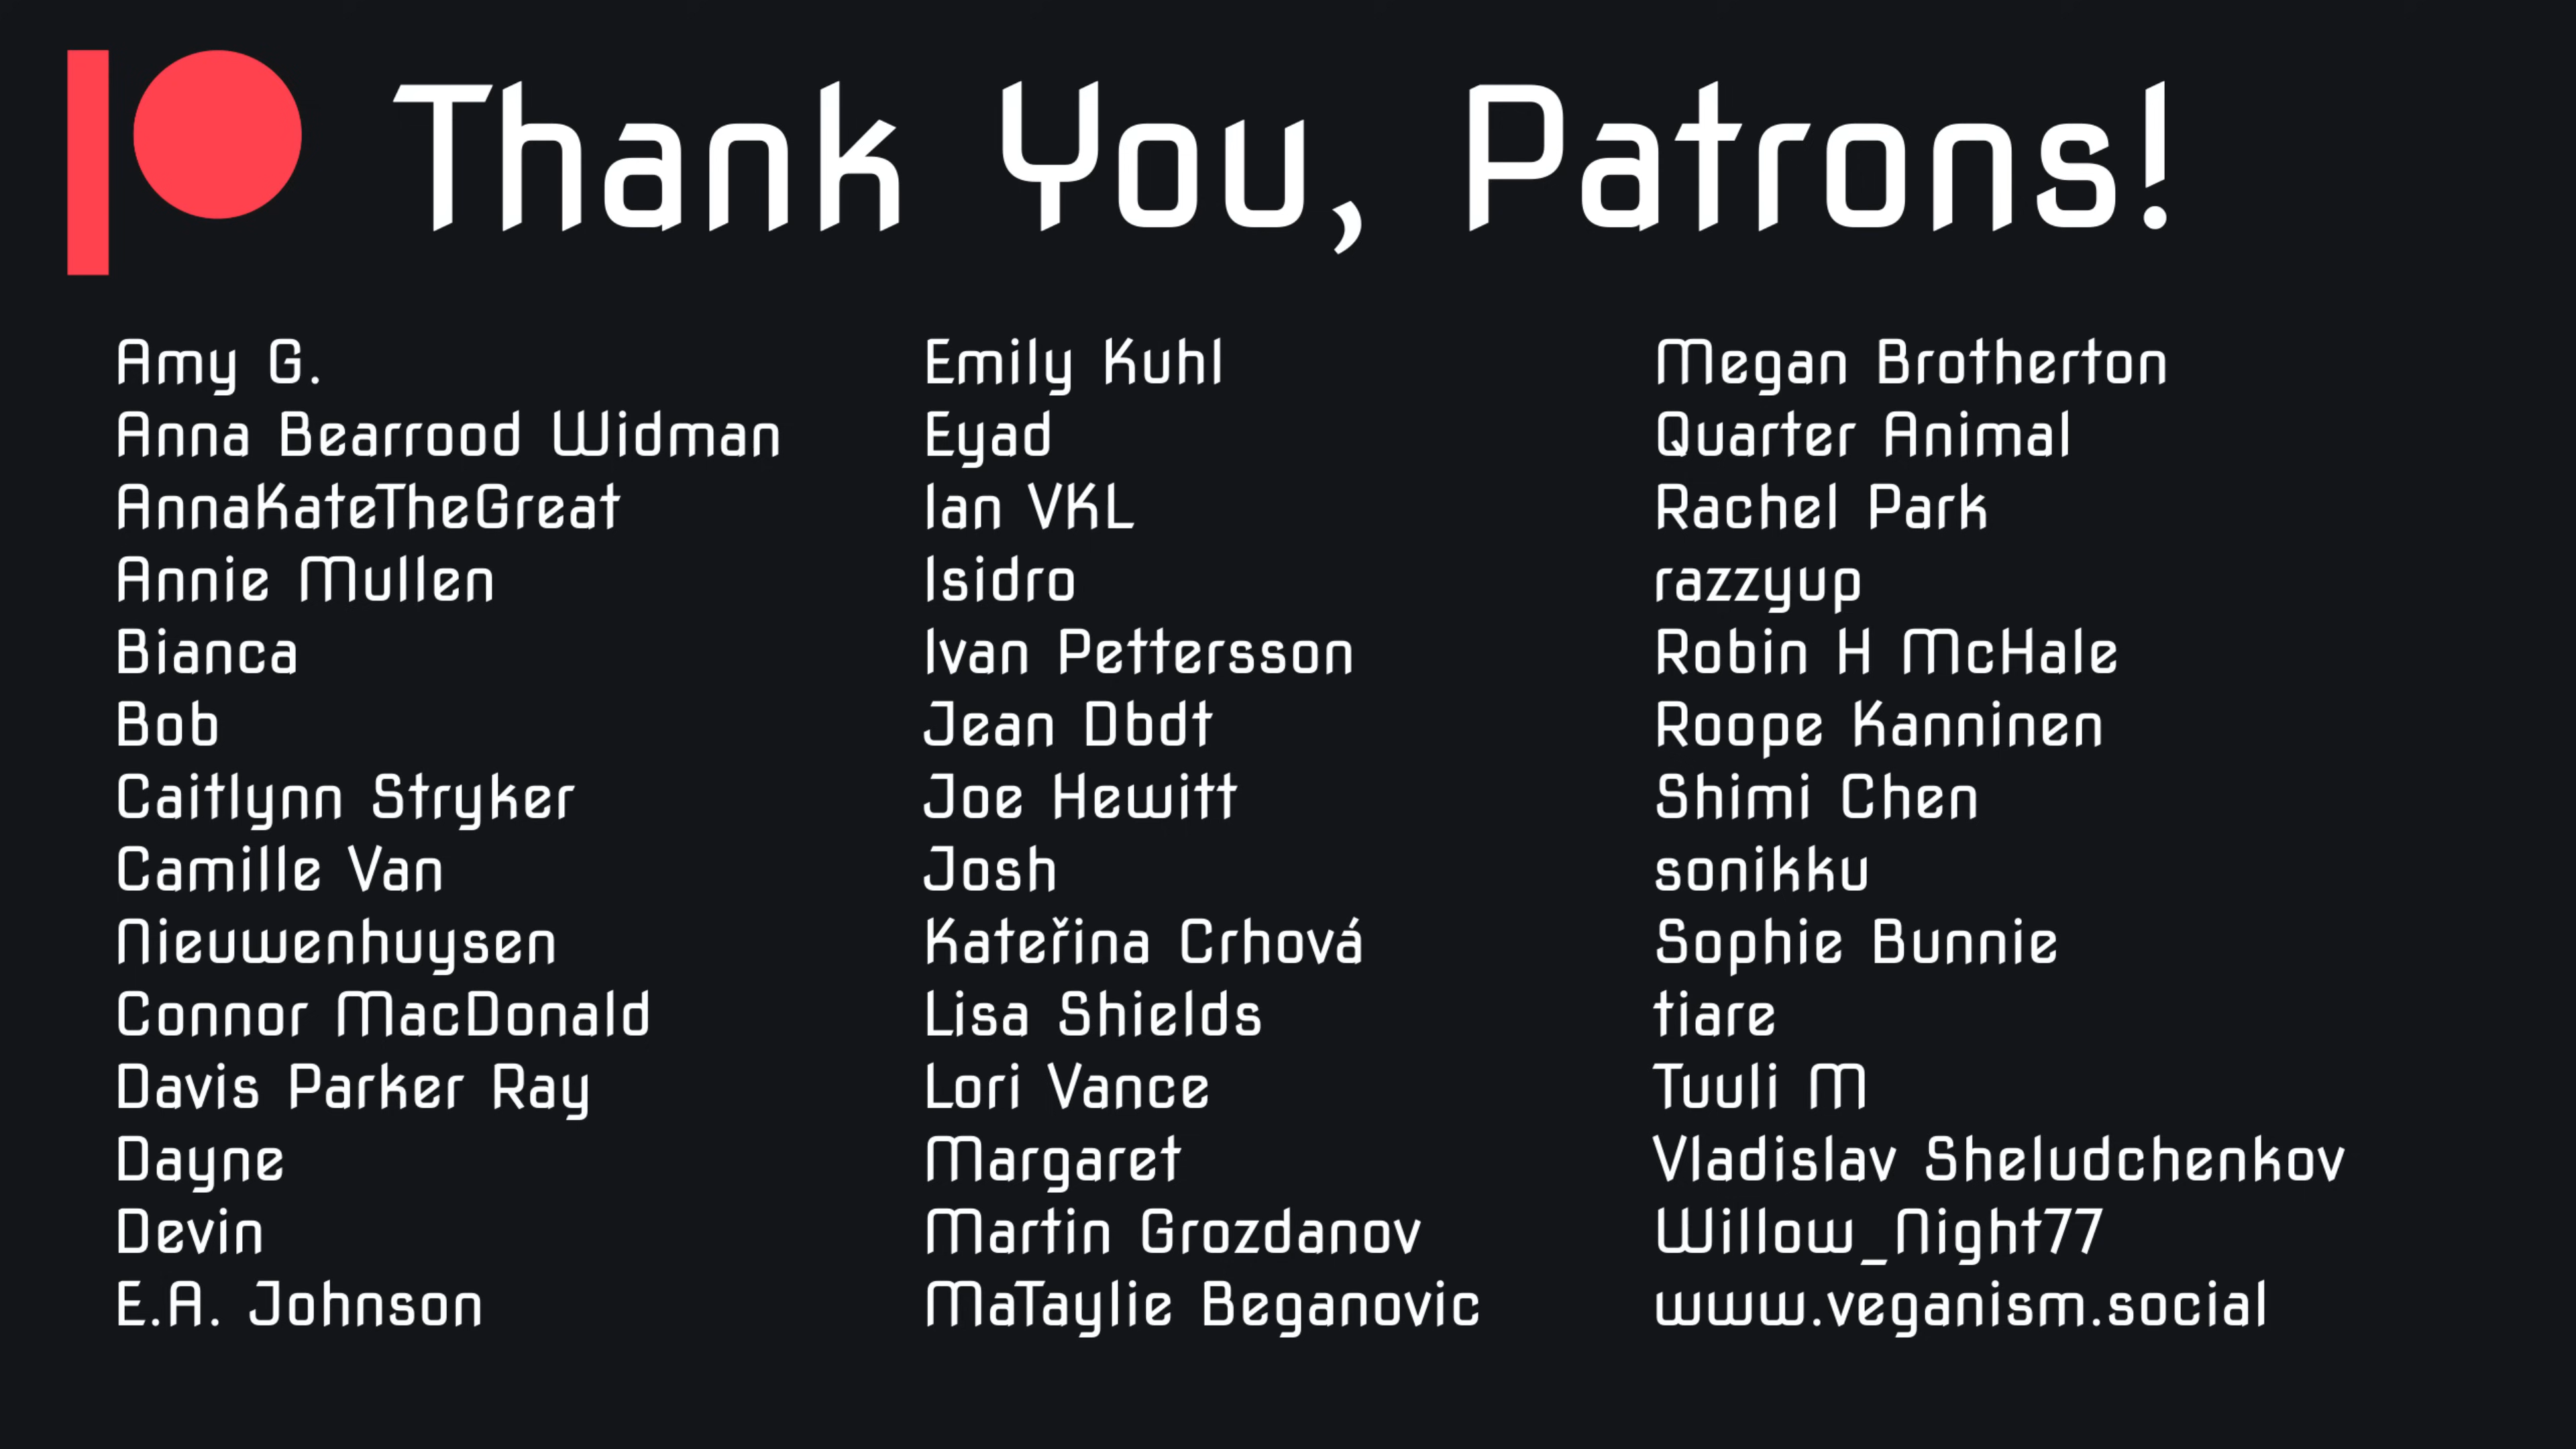 Thank You, Patrons!
Amy G.
Anna Bearrood Widman
AnnaKateTheGreat
Annie Mullen
Bianca
Bob
Caitlynn Stryker
Camille Van
Nieuwenhuysen
Connor MacDonald
Davis Parker Ray
Dayne
Devin
E.A. Johnson
Emily Kuhl
Eyad
Ian VKL
Isidro
Ivan Pettersson
Jean Dbdt
Joe Hewitt
Josh
Kateřina Crhová
Lisa Shields
Lori Vance
Margaret
Martin Grozdanov
MaTaylie Beganovic
Megan Brotherton
Quarter Animal
Rachel Park
razzyup
Robin H McHale
Roope Kanninen
Shimi Chen
sonikku
Sophie Bunnie
tiare
Tuuli M
Vladislav Sheludchenkov
Willow_Night77
www.veganism.social